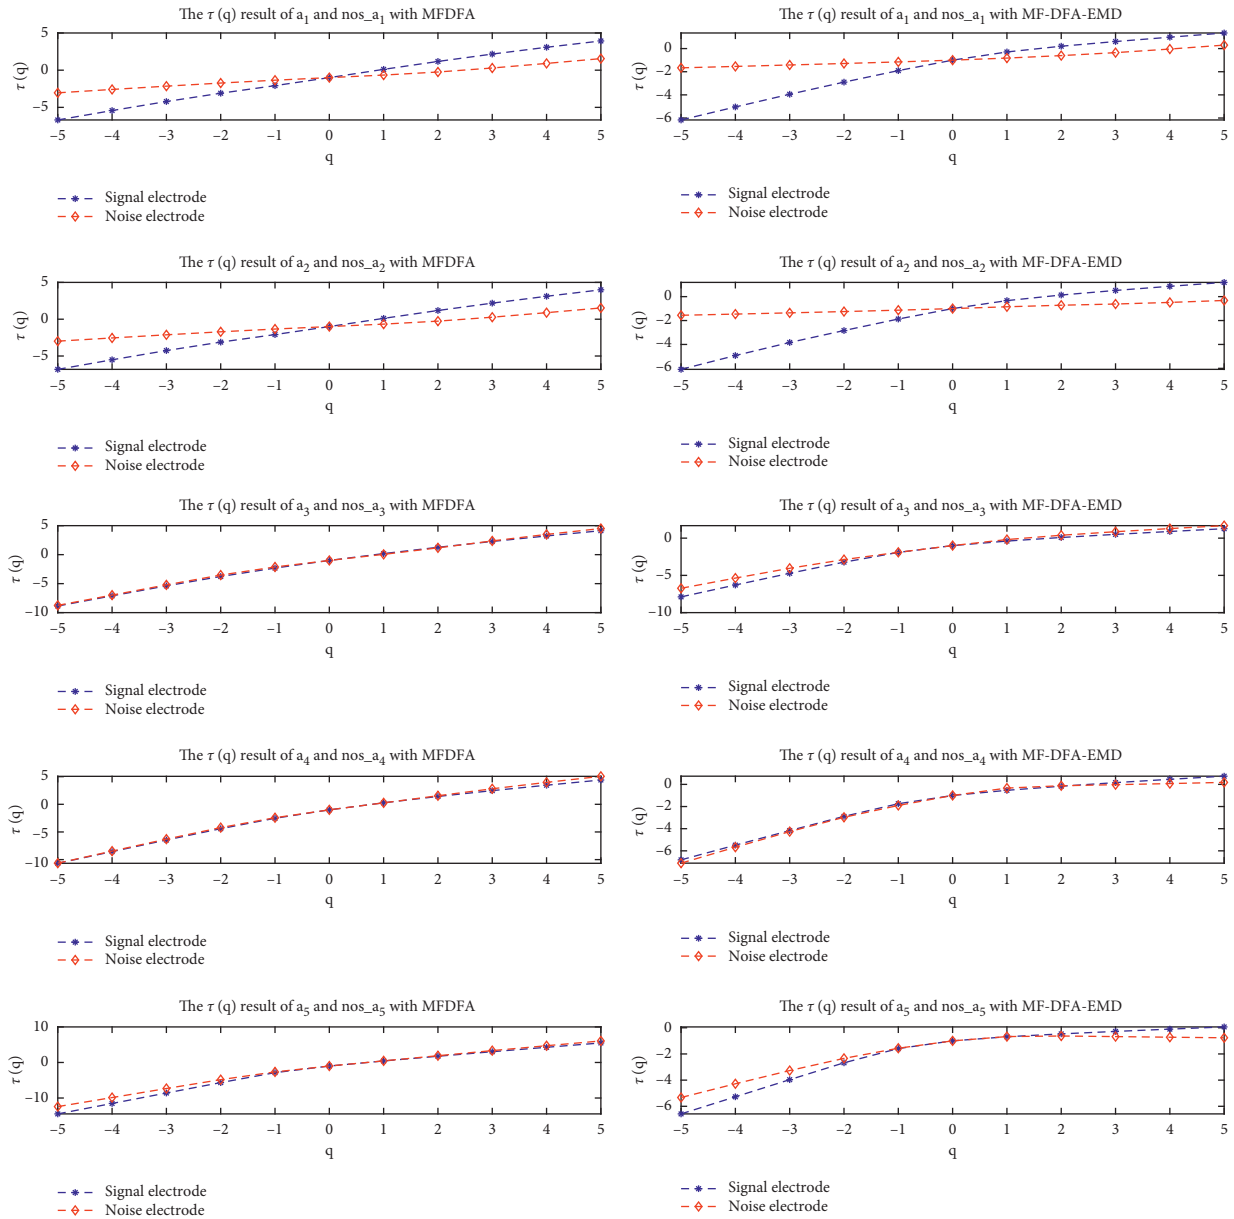 The τ (q) result of a1 and nos_a1 with MFDFA
5
0
–5
τ (q)
–5 –4 –3 –2 –1 0 1 2 3 4 5
q
Signal electrode
Noise electrode
The τ (q) result of a1 and nos_a1 with MF-DFA-EMD
0
–2
–4
–6
τ (q)
–5 –4 –3 –2 –1 0 1 2 3 4 5
q
Signal electrode
Noise electrode
The τ (q) result of a2 and nos_a2 with MFDFA
5
0
–5
τ (q)
–5 –4 –3 –2 –1 0 1 2 3 4 5
q
Signal electrode
Noise electrode
The τ (q) result of a2 and nos_a2 with MF-DFA-EMD
0
–2
–4
–6
τ (q)
–5 –4 –3 –2 –1 0 1 2 3 4 5
q
Signal electrode
Noise electrode
The τ (q) result of a3 and nos_a3 with MFDFA
5
0
–5
–10
τ (q)
–5 –4 –3 –2 –1 0 1 2 3 4 5
q
Signal electrode
Noise electrode
The τ (q) result of a3 and nos_a3 with MF-DFA-EMD
0
–5
–10
τ (q)
–5 –4 –3 –2 –1 0 1 2 3 4 5
q
Signal electrode
Noise electrode
The τ (q) result of a4 and nos_a4 with MFDFA
5
0
–5
–10
τ (q)
–5 –4 –3 –2 –1 0 1 2 3 4 5
q
Signal electrode
Noise electrode
The τ (q) result of a4 and nos_a4 with MF-DFA-EMD
0
–2
–4
–6
τ (q)
–5 –4 –3 –2 –1 0 1 2 3 4 5
q
Signal electrode
Noise electrode
The τ (q) result of a5 and nos_a5 with MFDFA
10
0
–10
τ (q)
–5 –4 –3 –2 –1 0 1 2 3 4 5
q
Signal electrode
Noise electrode
The τ (q) result of a5 and nos_a5 with MF-DFA-EMD
0
–2
–4
–6
τ (q)
–5 –4 –3 –2 –1 0 1 2 3 4 5
q
Signal electrode
Noise electrode